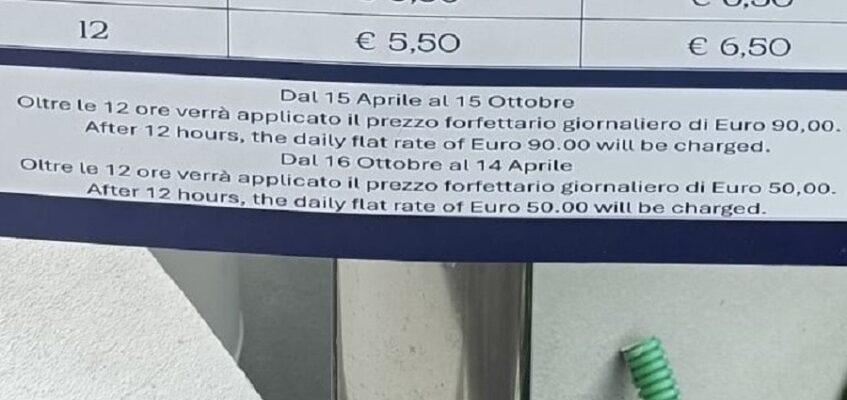 12 € 5,50 € 6,50
Dal 15 Aprile al 15 Ottobre
Oltre le 12 ore verrà applicato il prezzo forfettario giornaliero di Euro 90,00.
After 12 hours, the daily flat rate of Euro 90.00 will be charged.
Dal 16 Ottobre al 14 Aprile
Oltre le 12 ore verrà applicato il prezzo forfettario giornaliero di Euro 50,00.
After 12 hours, the daily flat rate of Euro 50.00 will be charged.